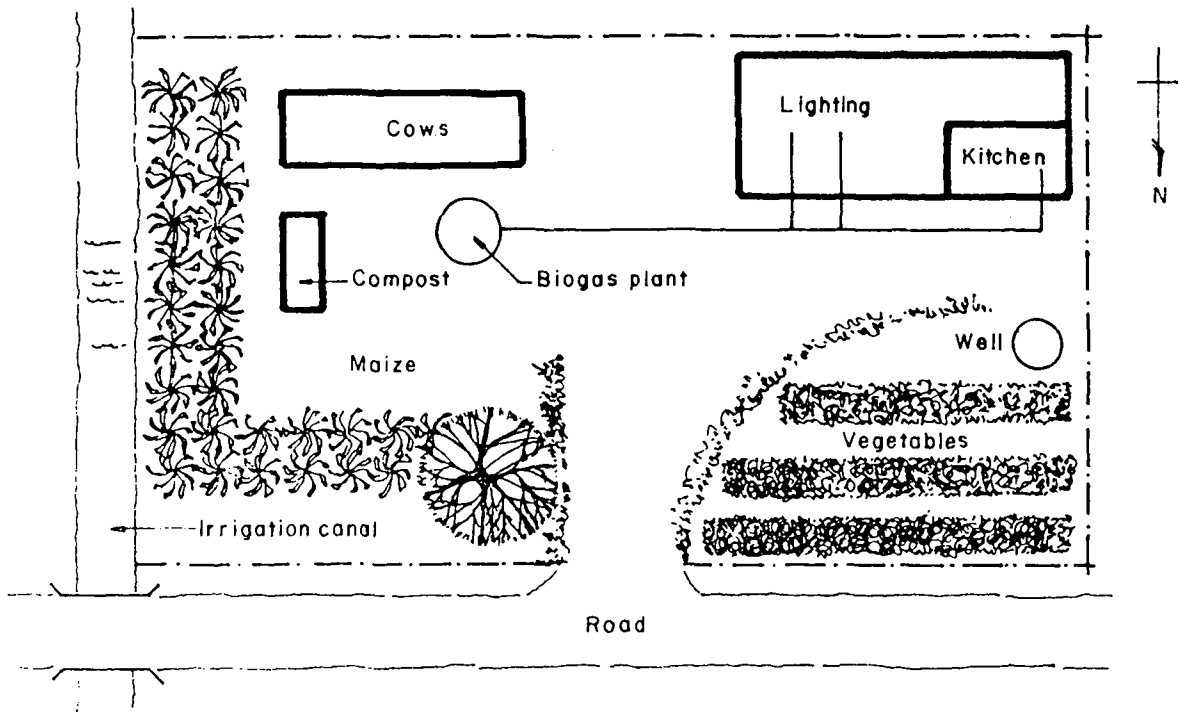 Lighting
Cows
Kitchen
N
Compost
Biogas plant
Well
Maize
Vegetables
Irrigation canal
Road